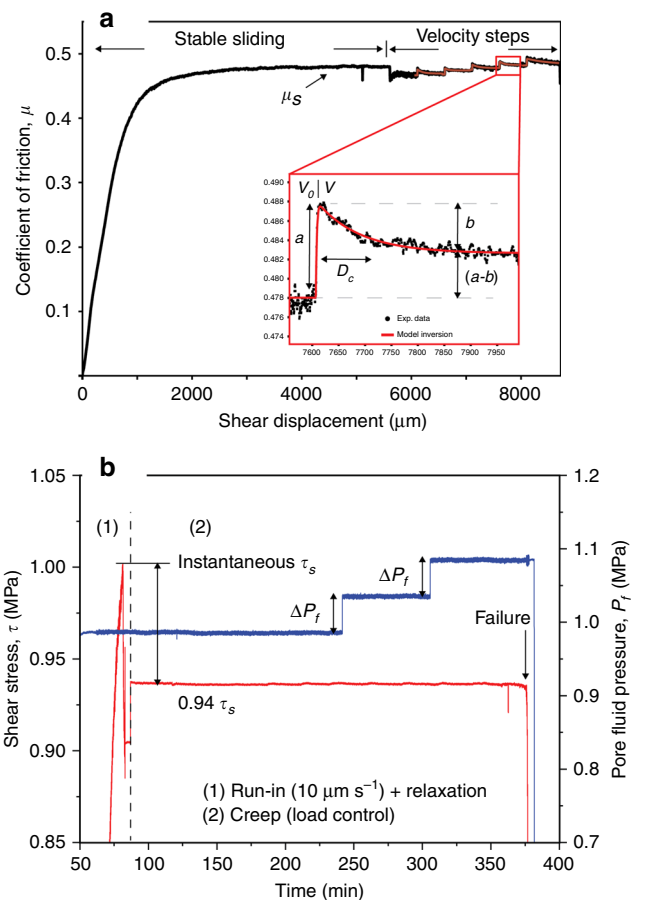 a
Stable sliding
Velocity steps
0.5
0.4
0.3
0.2
0.1
Coefficient of friction, μ
μs
0.490
0.488
0.486
0.484
0.482
0.480
0.478
0.476
0.474
V0 | V
a
b
Dc
(a-b)
Exp. data
Model inversion
7600 7650 7700 7750 7800 7850 7900 7950
0 2000 4000 6000 8000
Shear displacement (μm)
b
1.05
1.00
0.95
0.90
0.85
Shear stress, τ (MPa)
(1) (2)
Instantaneous τs
ΔPf
ΔPf
Failure
0.94 τs
(1) Run-in (10 μm s⁻¹) + relaxation
(2) Creep (load control)
1.2
1.1
1.0
0.9
0.8
0.7
Pore fluid pressure, Pf (MPa)
50 100 150 200 250 300 350 400
Time (min)